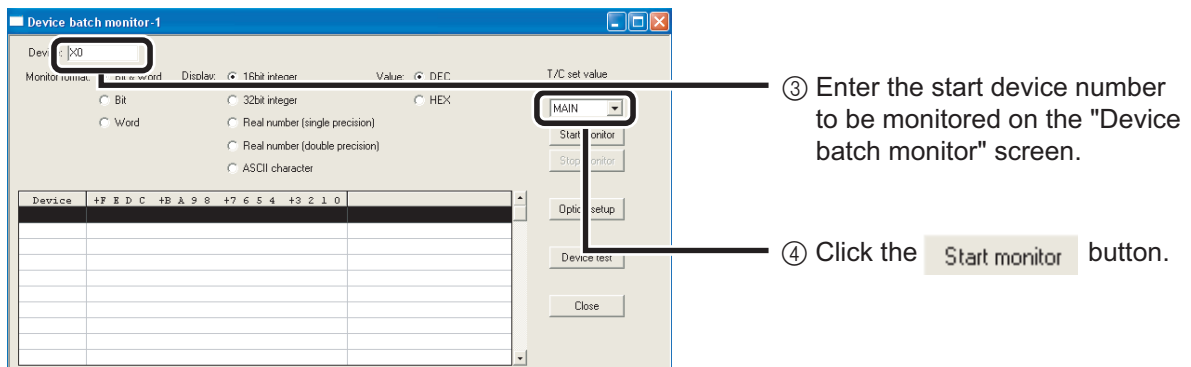 Device batch monitor-1
X0
T/C set value
Display: 16bit integer Value: DEC
Bit 32bit integer HEX
Word Real number (single precision)
Real number (double precision)
ASCII character
MAIN
③ Enter the start device number
to be monitored on the "Device
batch monitor" screen.
Device +F E D C +B A 9 8 +7 6 5 4 +3 2 1 0
Device test
④ Click the Start monitor button.
Close